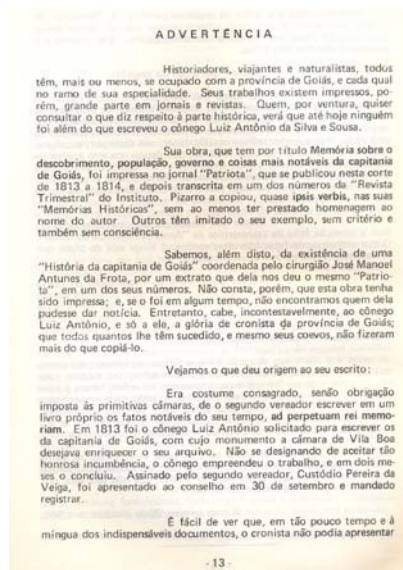 ADVERTÊNCIA
Historiadores, viajantes e naturalistas, todos
têm, mais ou menos, se ocupado com a província de Goiás, e cada qual
no ramo de sua especialidade. Seus trabalhos existem impressos, po-
rém, grande parte em jornais e revistas. Quem, por ventura, quiser
consultar o que diz respeito à parte histórica, verá que até hoje ninguém
foi além do que escreveu o cônego Luiz Antônio da Silva e Sousa.
Sua obra, que tem por título Memória sobre o
descobrimento, população, governo e coisas mais notáveis da capitania
de Goiás, foi impressa no jornal "Patriota", que se publicou nesta corte
de 1813 a 1814, e depois transcrita em um dos números da "Revista
Trimestral" do Instituto. Pizarro a copiou, quase ipsis verbis, nas suas
"Memórias Históricas", sem ao menos ter prestado homenagem ao
nome do autor. Outros têm imitado o seu exemplo, sem critério e
também sem consciência.
Sabemos, além disto, da existência de uma
"História da capitania de Goiás" coordenada pelo cirurgião José Manoel
Antunes da Frota, por um extrato que dela nos deu o mesmo "Patrio-
ta", em um dos seus números. Não consta, porém, que esta obra tenha
sido impressa; e, se o foi em algum tempo, não encontramos quem dela
pudesse dar notícia. Entretanto, cabe, incontestavelmente, ao cônego
Luiz Antônio, e só a ele, a glória de cronista da província de Goiás;
que todos quantos lhe têm sucedido, e mesmo seus coevos, não fizeram
mais do que copiá-lo.
Vejamos o que deu origem ao seu escrito:
Era costume consagrado, senão obrigação
imposta às primitivas câmaras, de o segundo vereador escrever em um
livro próprio os fatos notáveis do seu tempo, ad perpetuam rei memo-
riam. Em 1813 foi o cônego Luiz Antônio solicitado para escrever os
da capitania de Goiás, com cujo monumento a câmara de Vila Boa
desejava enriquecer o seu arquivo. Não se designando de aceitar tão
honrosa incumbência, o cônego empreendeu o trabalho, e em dois me-
ses o concluiu. Assinado pelo segundo vereador, Custódio Pereira da
Veiga, foi apresentado ao conselho em 30 de setembro e mandado
registrar.
É fácil de ver que, em tão pouco tempo e à
míngua dos indispensáveis documentos, o cronista não podia apresentar
- 13 -